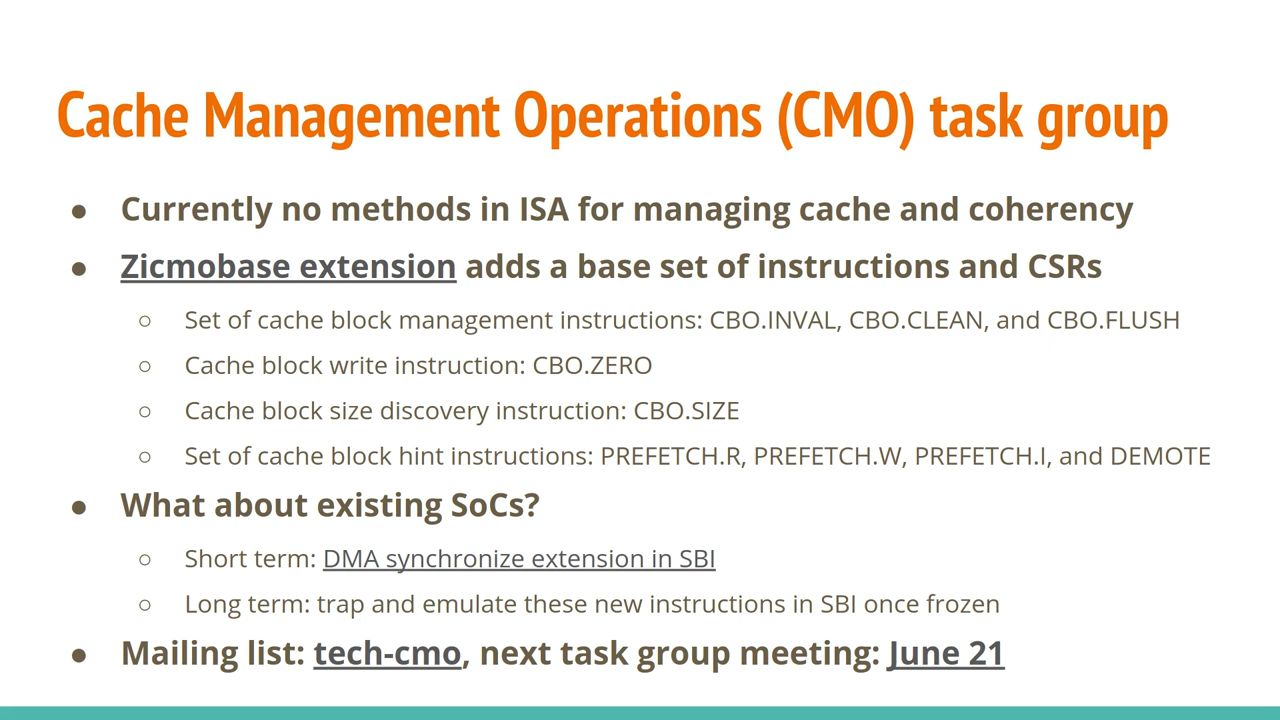 Cache Management Operations (CMO) task group
● Currently no methods in ISA for managing cache and coherency
● Zicmobase extension adds a base set of instructions and CSRs
○ Set of cache block management instructions: CBO.INVAL, CBO.CLEAN, and CBO.FLUSH
○ Cache block write instruction: CBO.ZERO
○ Cache block size discovery instruction: CBO.SIZE
○ Set of cache block hint instructions: PREFETCH.R, PREFETCH.W, PREFETCH.I, and DEMOTE
● What about existing SoCs?
○ Short term: DMA synchronize extension in SBI
○ Long term: trap and emulate these new instructions in SBI once frozen
● Mailing list: tech-cmo, next task group meeting: June 21